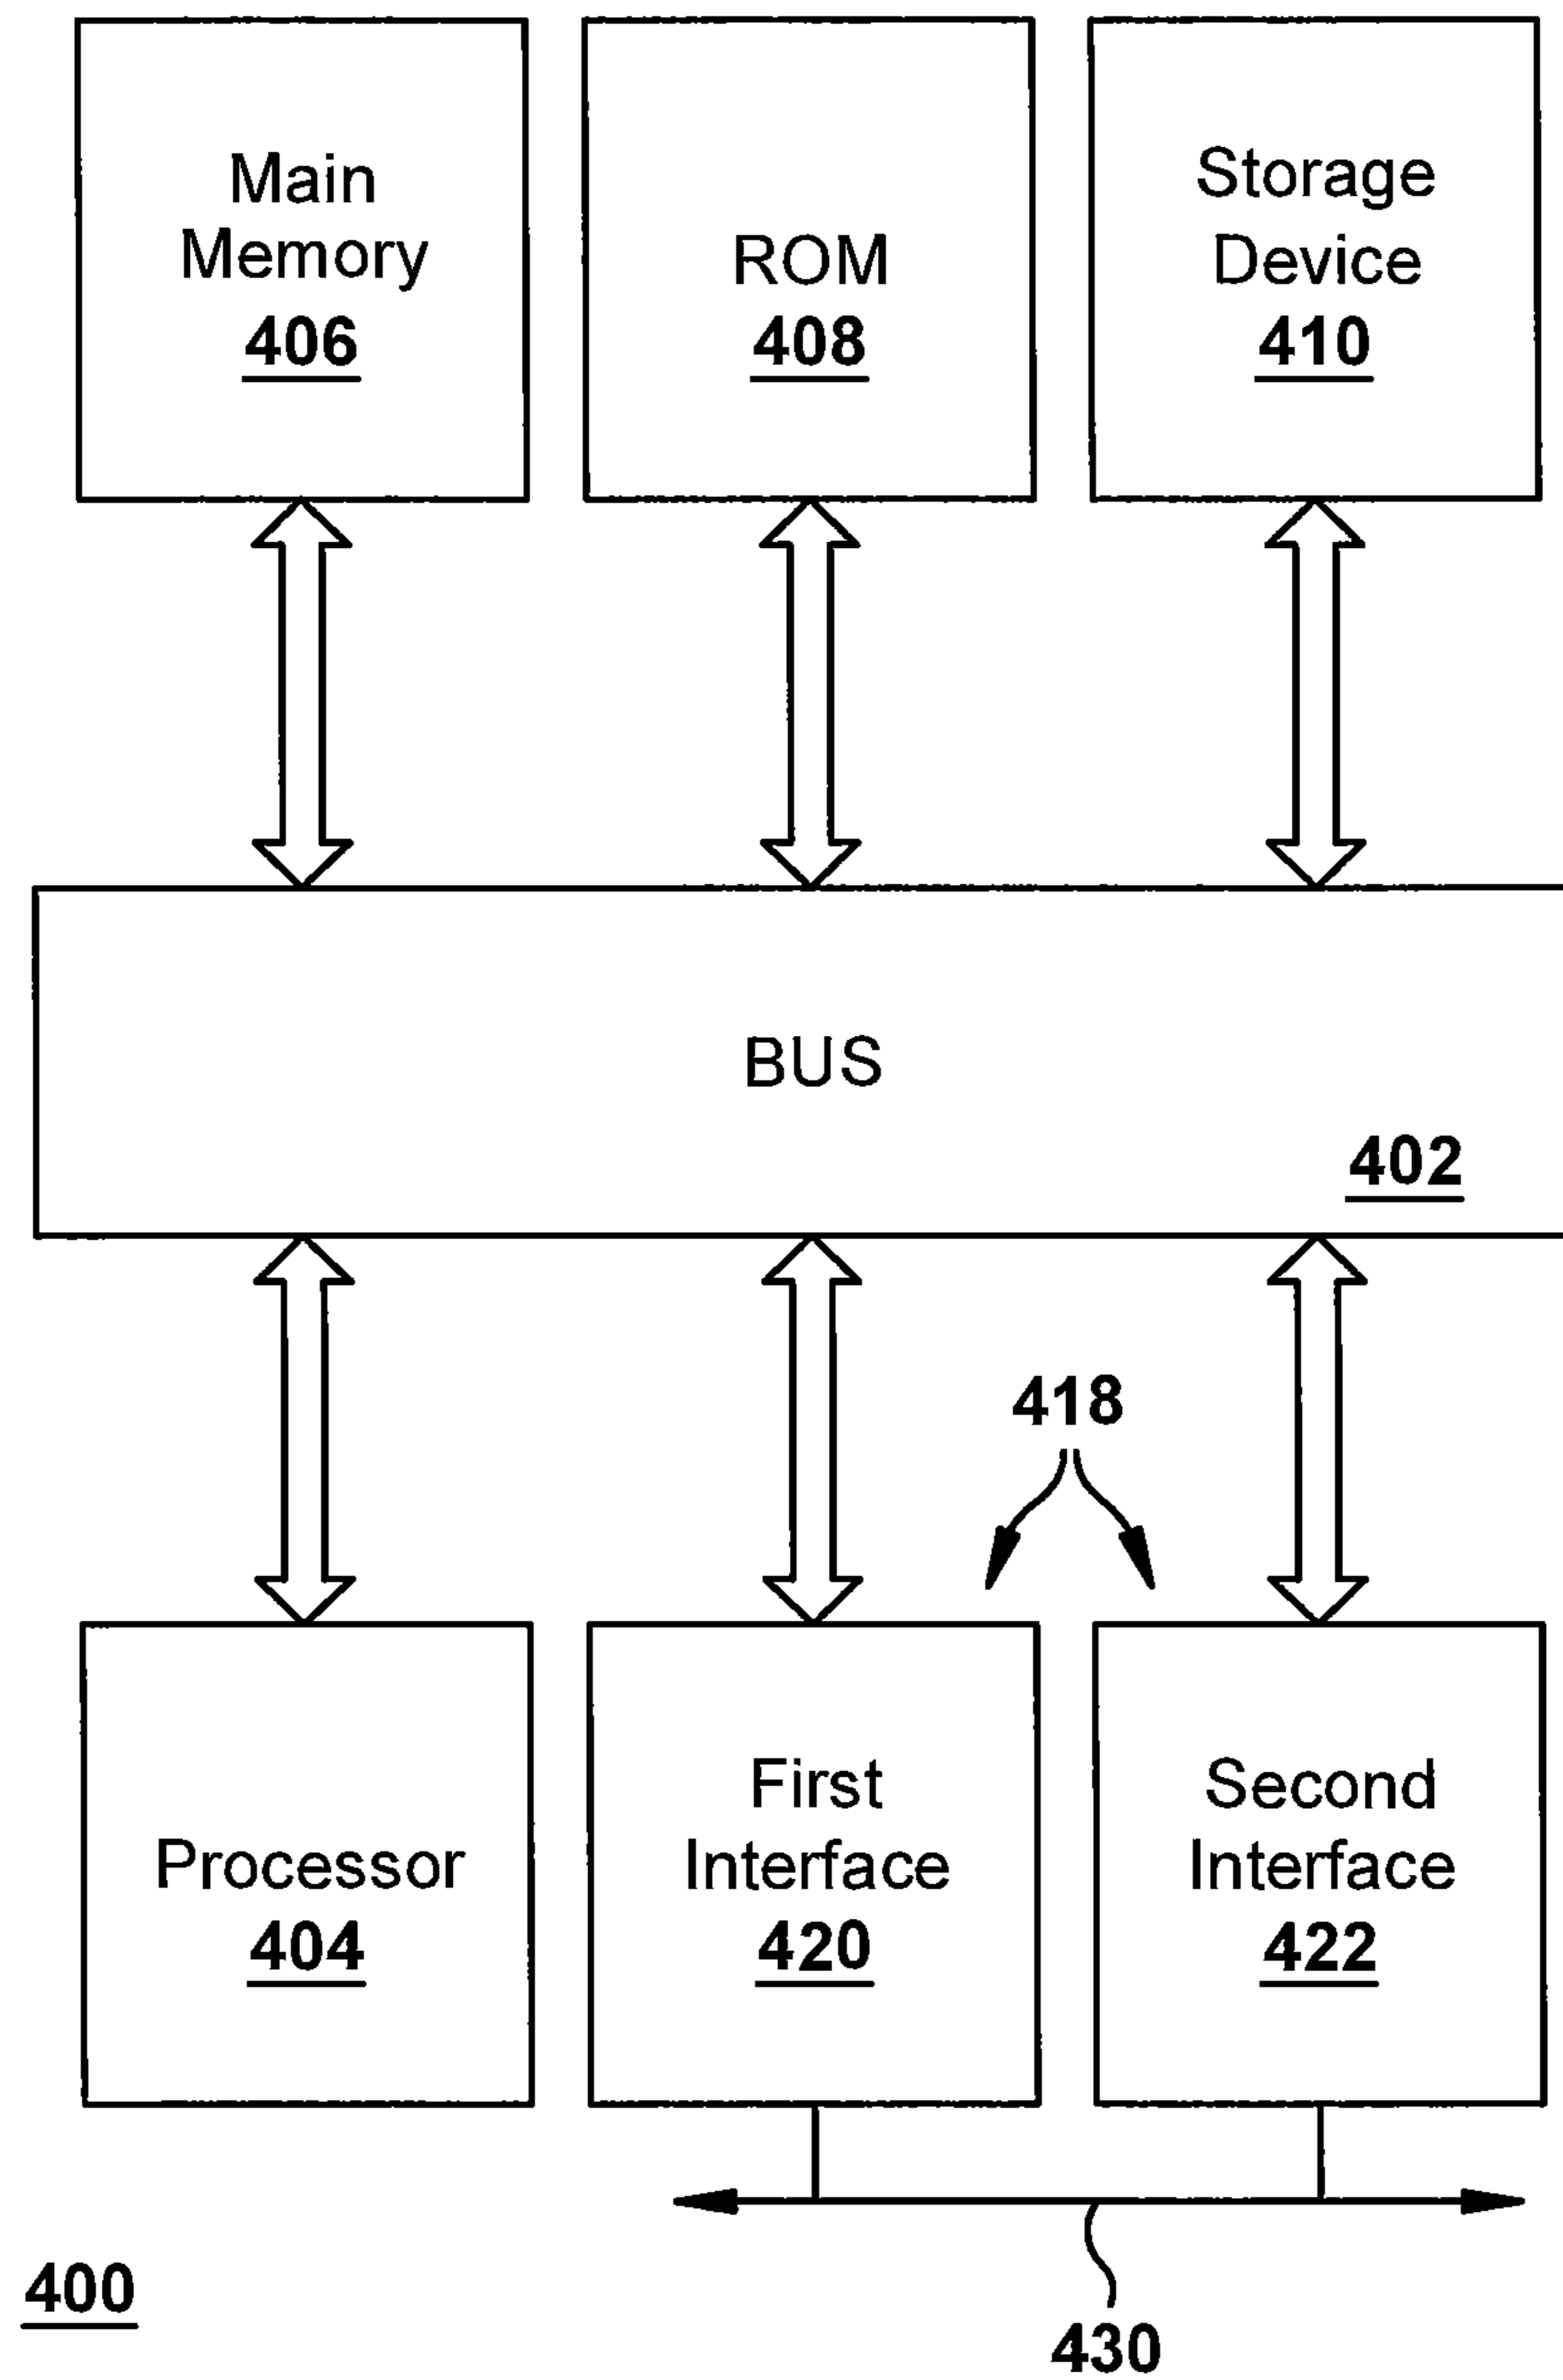 Main
Memory
406
ROM
408
Storage
Device
410
BUS
402
418
Processor
404
First
Interface
420
Second
Interface
422
400
430